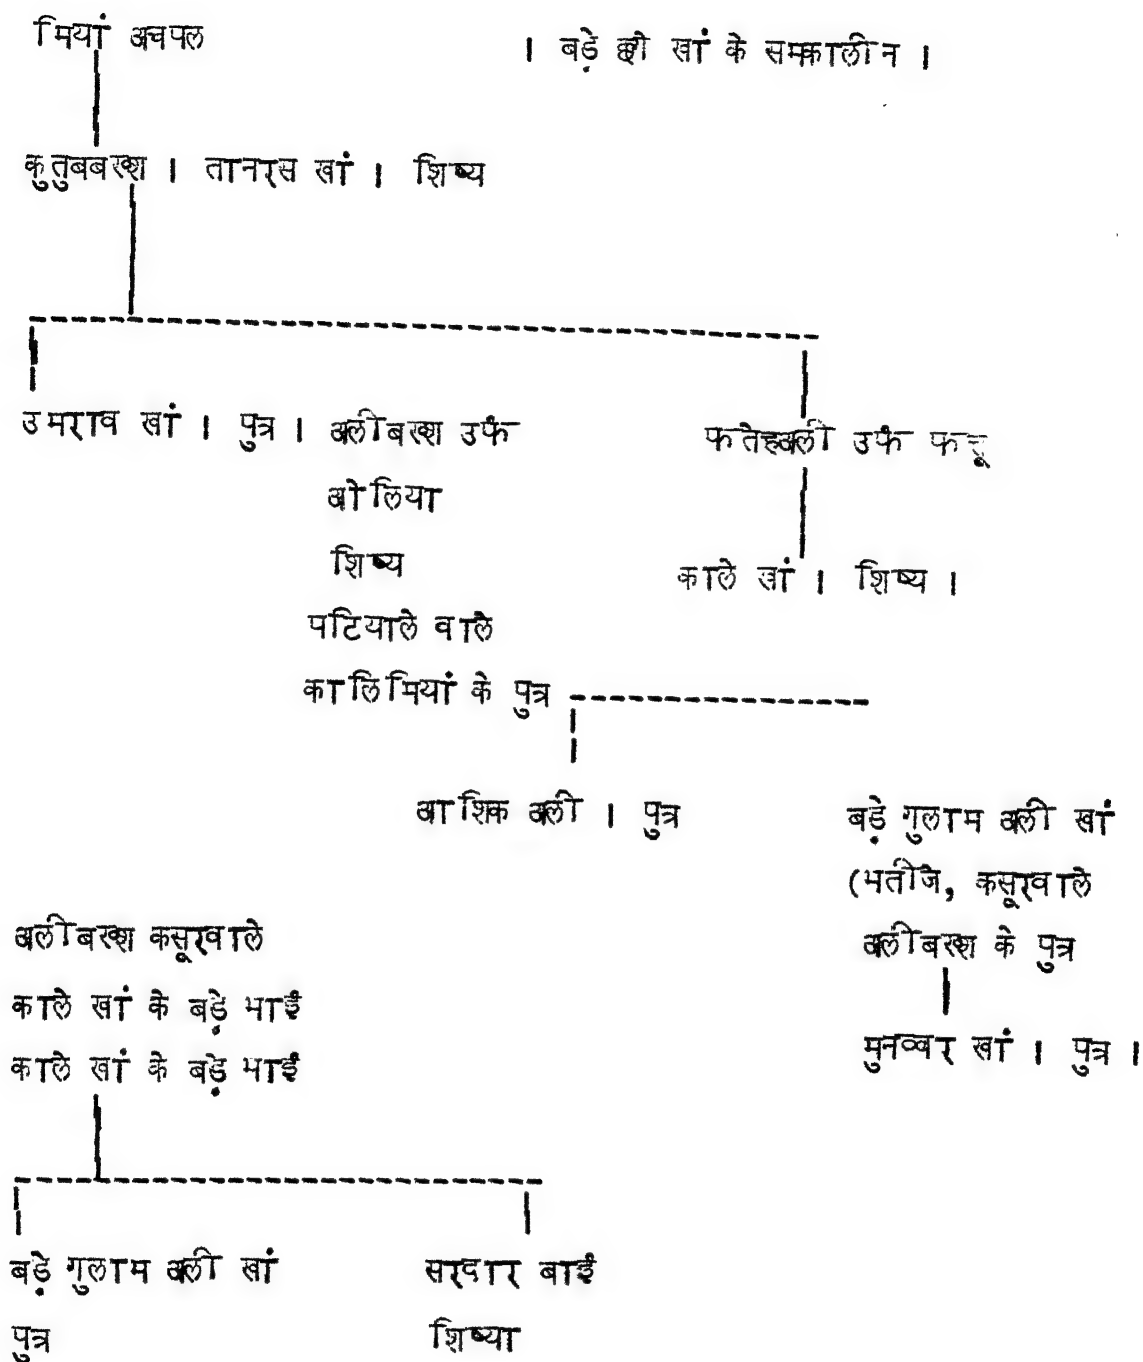 मियां अचपल । बड़े छो खां के समकालीन ।
कुतुबबख्श । तानरस खां । शिष्य
उमराव खां । पुत्र । अलीबख्श उर्फ फतेहअली उर्फ फत्तू
ओलिया
शिष्य काले खां । शिष्य ।
पटियाले वाले
कालिमियां के पुत्र
आशिक अली । पुत्र बड़े गुलाम अली खां
(भतीजे, कसूरवाले
अलीबख्श कसूरवाले अलीबख्श के पुत्र
काले खां के बड़े भाई
काले खां के बड़े भाई मुनव्वर खां । पुत्र ।
बड़े गुलाम अली खां सरदार बाई
पुत्र शिष्या